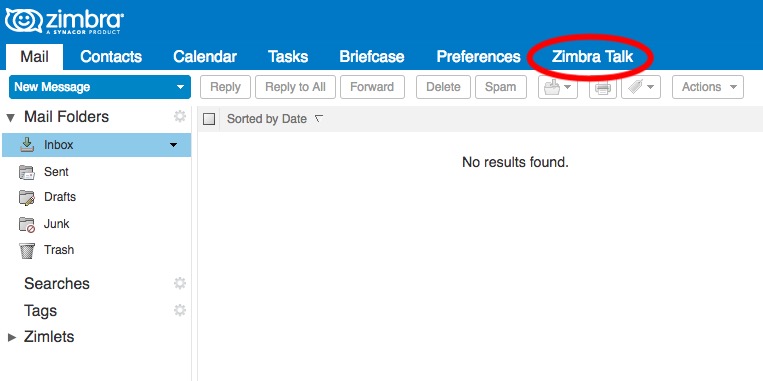 zimbra
A SYNACOR PRODUCT
Mail Contacts Calendar Tasks Briefcase Preferences Zimbra Talk
New Message Reply Reply to All Forward Delete Spam Actions
Mail Folders
Sorted by Date
Inbox
No results found.
Sent
Drafts
Junk
Trash
Searches
Tags
Zimlets